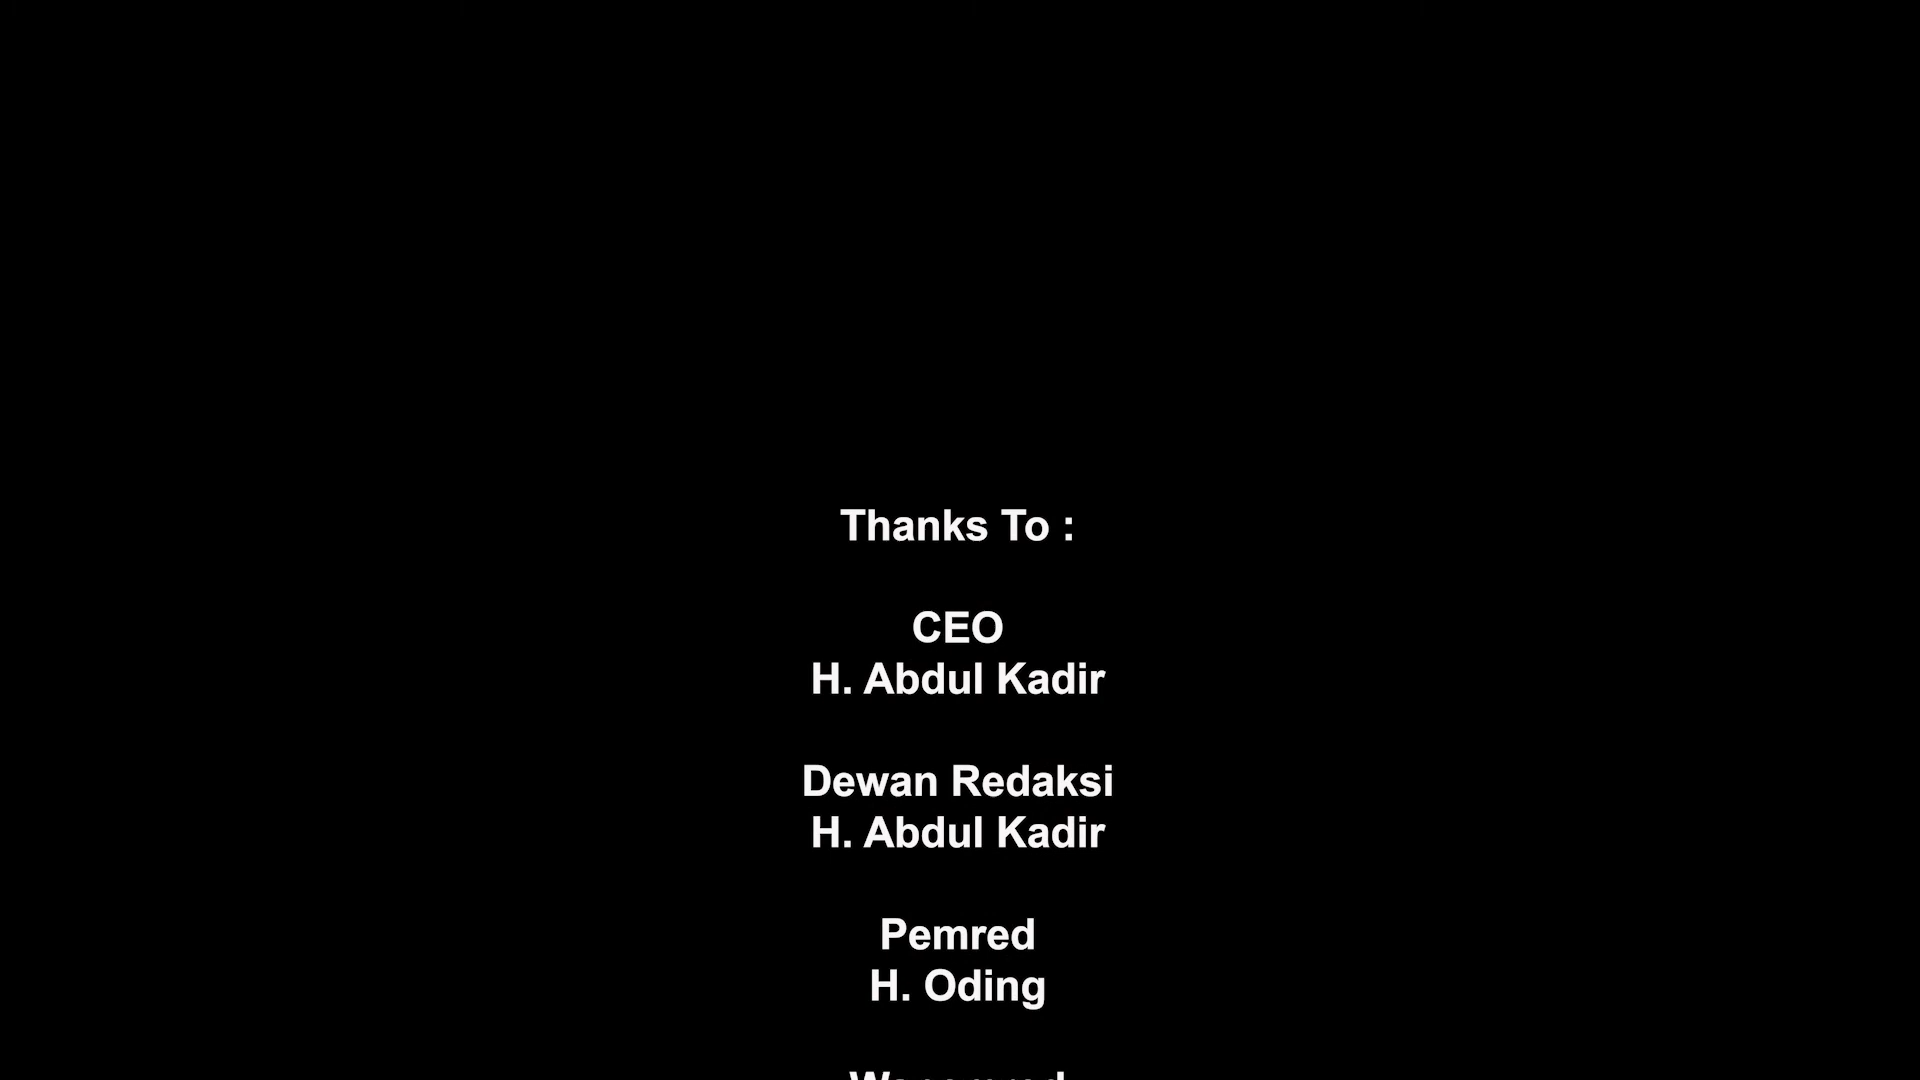 Thanks To :
CEO
H. Abdul Kadir
Dewan Redaksi
H. Abdul Kadir
Pemred
H. Oding